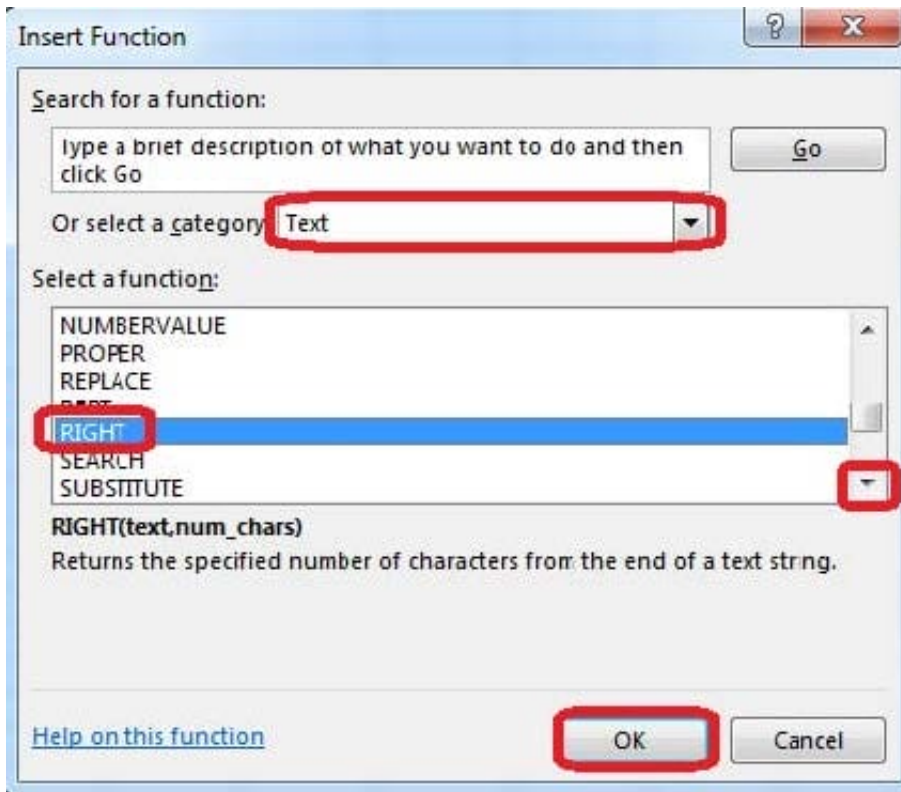 Insert Function
Search for a function:
Type a brief description of what you want to do and then
click Go
Go
Or select a category
Text
Select a function:
NUMBERVALUE
PROPER
REPLACE
REPT
RIGHT
SEARCH
SUBSTITUTE
RIGHT(text,num_chars)
Returns the specified number of characters from the end of a text string.
Help on this function
OK
Cancel